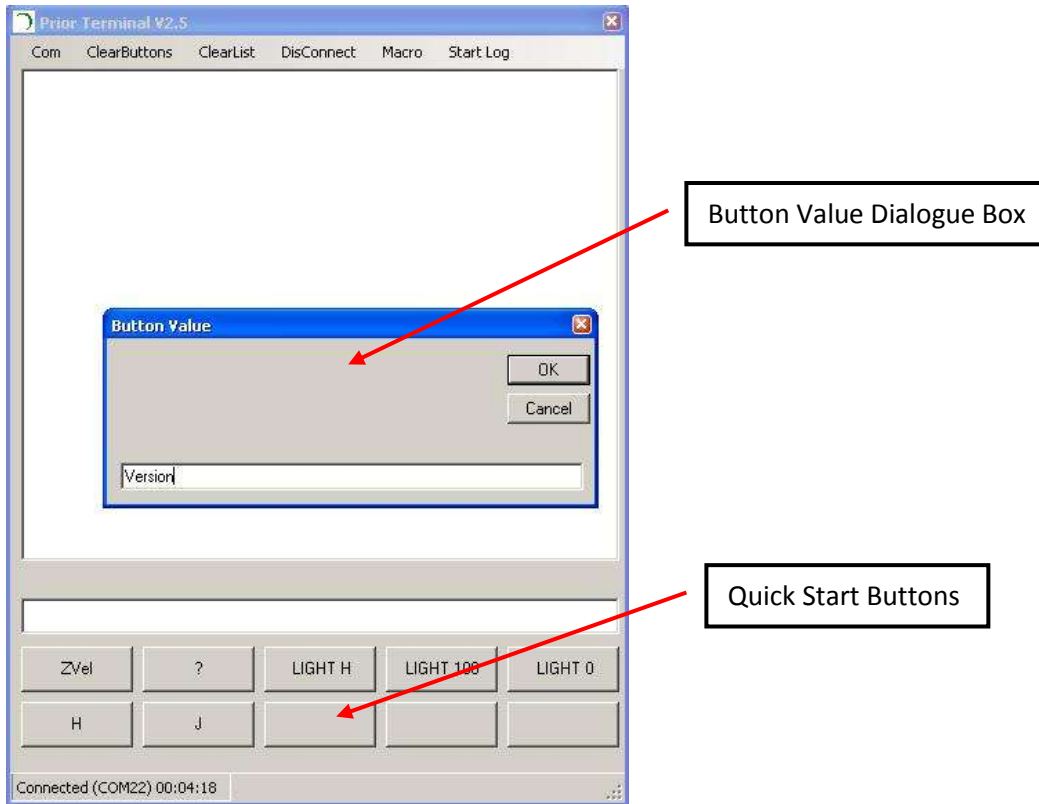 Prior Terminal V2.5
Com ClearButtons ClearList DisConnect Macro Start Log
Button Value Dialogue Box
Button Value
OK
Cancel
Version
Quick Start Buttons
ZVel ? LIGHT H LIGHT 100 LIGHT 0
H J
Connected (COM22) 00:04:18